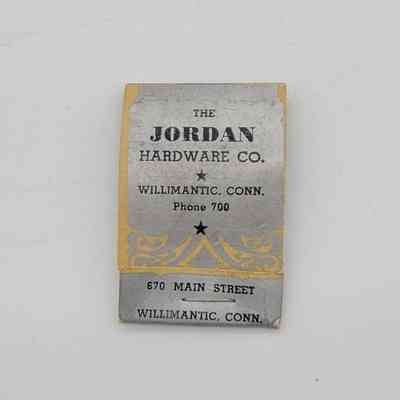 THE
JORDAN
HARDWARE CO.
★
WILLIMANTIC, CONN.
Phone 700
★
670 MAIN STREET
WILLIMANTIC, CONN.